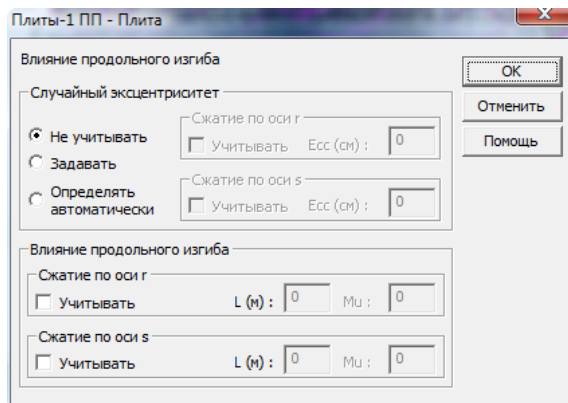 Плиты-1 ПП - Плита
Влияние продольного изгиба
OK
Случайный эксцентриситет
Отменить
Сжатие по оси r
Не учитывать
Учитывать Ecc (см) : 0
Помощь
Задавать
Сжатие по оси s
Определять
автоматически
Учитывать Ecc (см) : 0
Влияние продольного изгиба
Сжатие по оси r
Учитывать L (м) : 0 Mu : 0
Сжатие по оси s
Учитывать L (м) : 0 Mu : 0